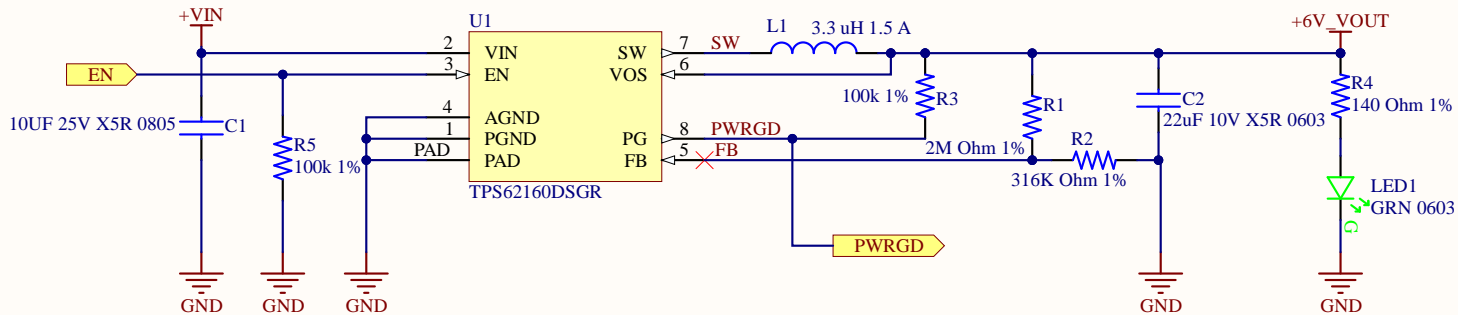 +VIN
U1
L1
3.3 uH 1.5 A
+6V_VOUT
2
VIN
SW
7
SW
EN
3
EN
VOS
6
R4
140 Ohm 1%
100k 1%
R3
R1
C2
22uF 10V X5R 0603
10UF 25V X5R 0805
C1
4
AGND
1
PGND
PG
8
PWRGD
R5
100k 1%
PAD
PAD
FB
5
FB
2M Ohm 1%
R2
316K Ohm 1%
TPS62160DSGR
LED1
GRN 0603
G
PWRGD
GND
GND
GND
GND
GND